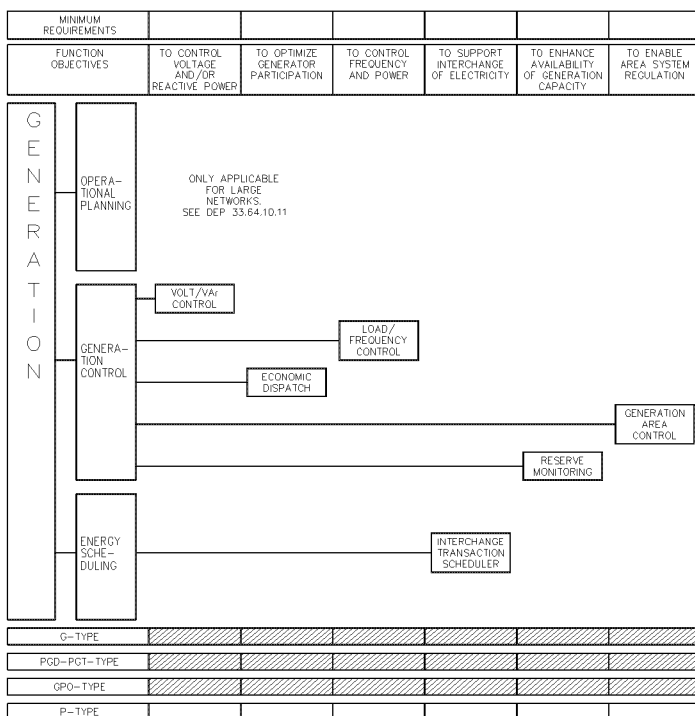 MINIMUM
REQUIREMENTS
FUNCTION
OBJECTIVES
TO CONTROL
VOLTAGE
AND/OR
REACTIVE POWER
TO OPTIMIZE
GENERATOR
PARTICIPATION
TO CONTROL
FREQUENCY
AND POWER
TO SUPPORT
INTERCHANGE
OF ELECTRICITY
TO ENHANCE
AVAILABILITY
OF GENERATION
CAPACITY
TO ENABLE
AREA SYSTEM
REGULATION
GENERATION
OPERA-
TIONAL
PLANNING
ONLY APPLICABLE
FOR LARGE
NETWORKS.
SEE DEP 33.64.10.11
GENERA-
TION
CONTROL
VOLT/VAr
CONTROL
LOAD/
FREQUENCY
CONTROL
ECONOMIC
DISPATCH
GENERATION
AREA
CONTROL
RESERVE
MONITORING
ENERGY
SCHE-
DULING
INTERCHANGE
TRANSACTION
SCHEDULER
G-TYPE
PGD-PGT-TYPE
GPO-TYPE
P-TYPE